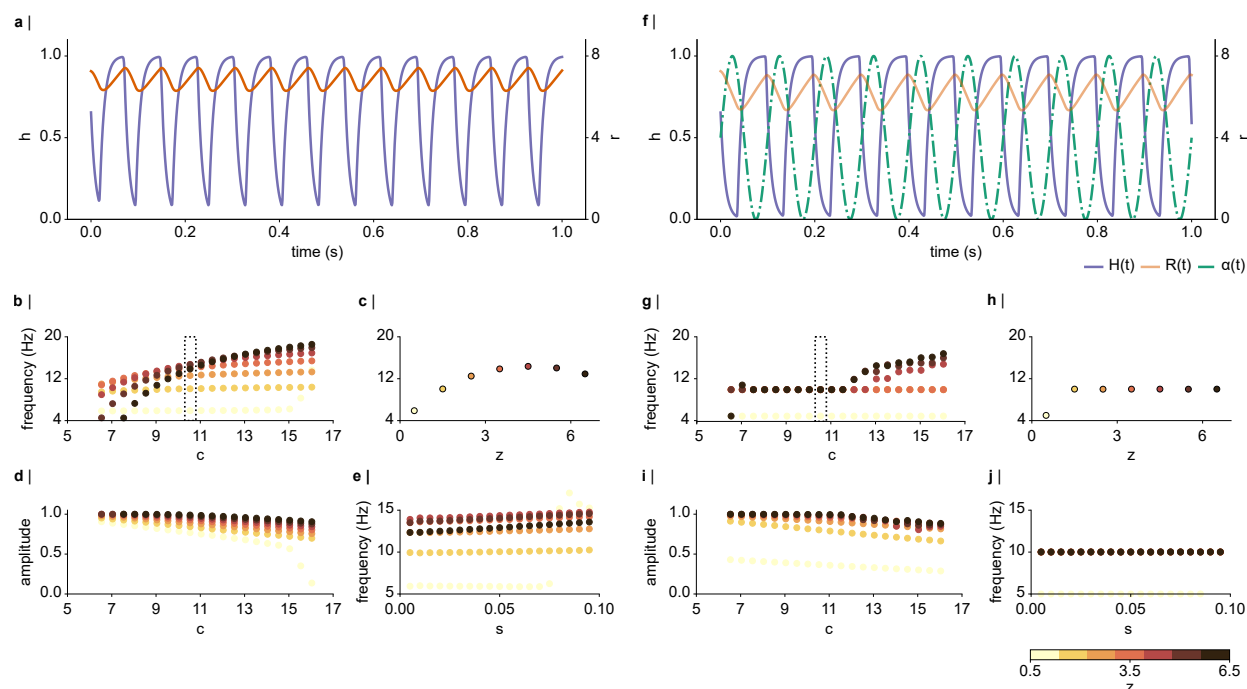 a |
1.0
0.5
0.0
h
8
4
0
r
0.0 0.2 0.4 0.6 0.8 1.0
time (s)
f |
1.0
0.5
0.0
h
8
4
0
r
0.0 0.2 0.4 0.6 0.8 1.0
time (s)
H(t) R(t) α(t)
b |
20
12
4
frequency (Hz)
5 7 9 11 13 15 17
c
c |
20
12
4
0 3 6
z
g |
20
12
4
frequency (Hz)
5 7 9 11 13 15 17
c
h |
20
12
4
0 3 6
z
d |
1.0
0.5
0.0
amplitude
5 7 9 11 13 15 17
c
e |
15
10
5
frequency (Hz)
0.00 0.05 0.10
s
i |
1.0
0.5
0.0
amplitude
5 7 9 11 13 15 17
c
j |
15
10
5
frequency (Hz)
0.00 0.05 0.10
s
0.5 3.5 6.5
z